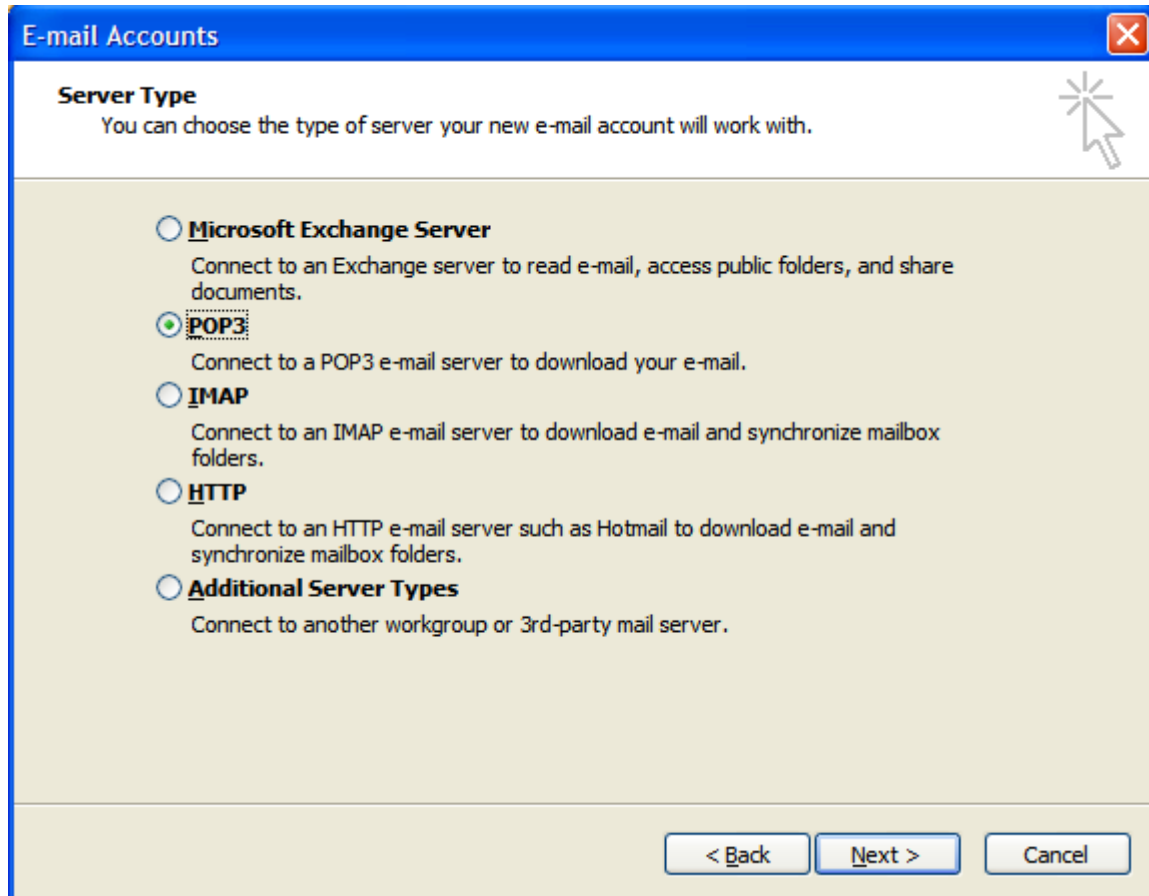 E-mail Accounts
Server Type
You can choose the type of server your new e-mail account will work with.
Microsoft Exchange Server
Connect to an Exchange server to read e-mail, access public folders, and share
documents.
POP3
Connect to a POP3 e-mail server to download your e-mail.
IMAP
Connect to an IMAP e-mail server to download e-mail and synchronize mailbox
folders.
HTTP
Connect to an HTTP e-mail server such as Hotmail to download e-mail and
synchronize mailbox folders.
Additional Server Types
Connect to another workgroup or 3rd-party mail server.
< Back Next > Cancel